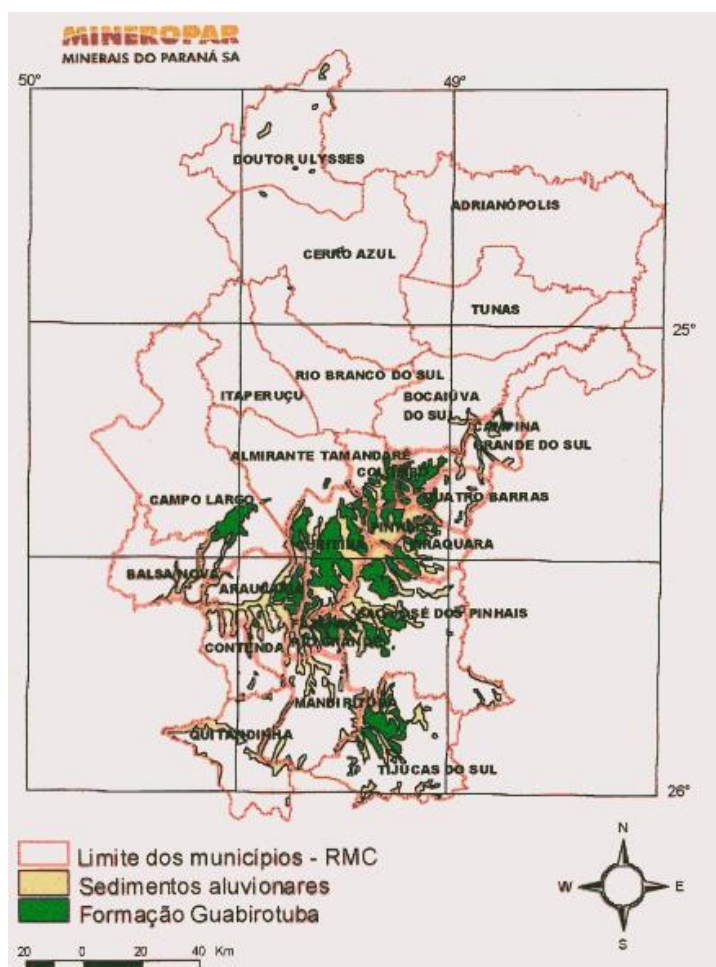 MINEROPAR
MINERAIS DO PARANÁ SA
50°
49°
DOUTOR ULYSSES
ADRIANÓPOLIS
CERRO AZUL
TUNAS
25°
RIO BRANCO DO SUL
ITAPERUÇU
BOCAIÚVA
DO SUL
CAMPINA
GRANDE DO SUL
ALMIRANTE TAMANDARÉ
QUATRO BARRAS
CAMPO LARGO
CURITIBA
BALSA NOVA
ARAUCÁRIA
SÃO JOSÉ DOS PINHAIS
CONTENDA
MANDIRITUBA
QUITANDINHA
TIJUCAS DO SUL
26°
Limite dos municípios - RMC
Sedimentos aluvionares
Formação Guabirotuba
N
W
E
S
20 0 20 40 Km